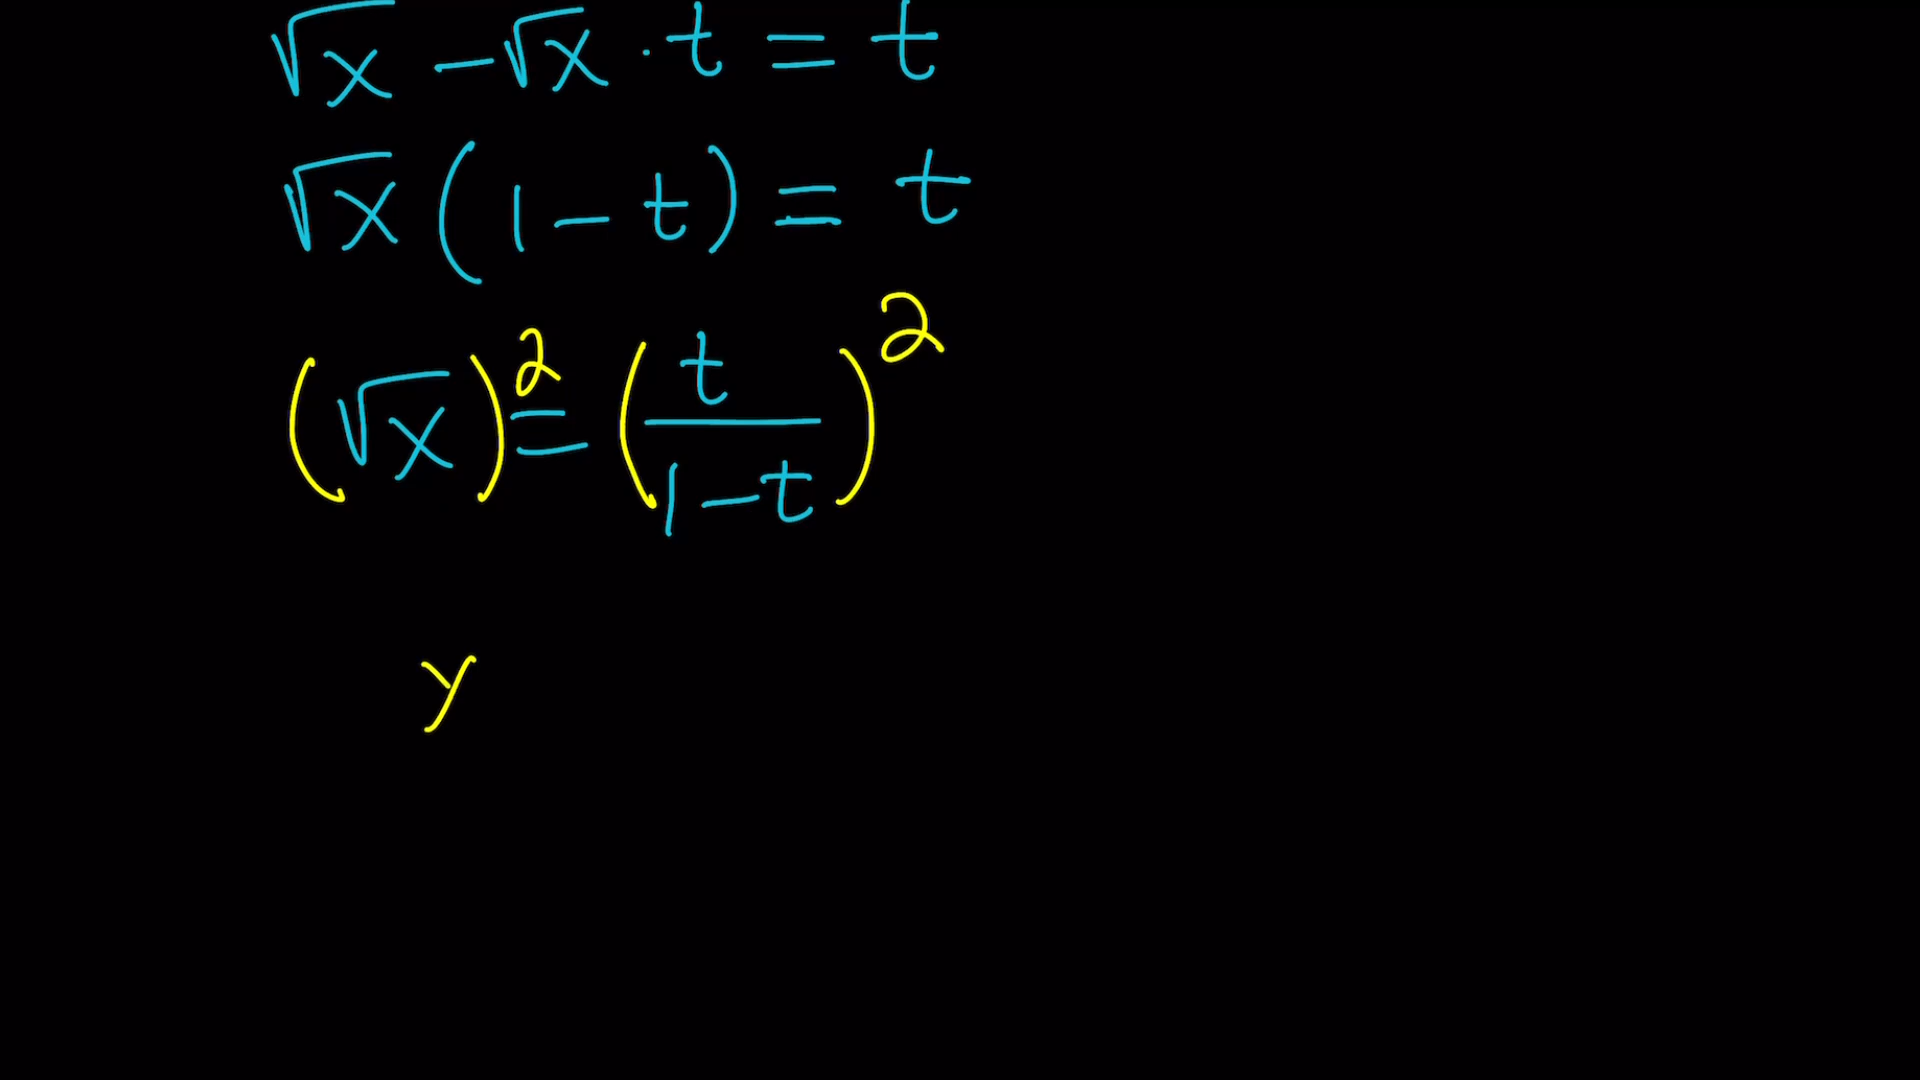 √x − √x · t = t
√x (1 − t) = t
(√x)² = (t / 1 − t)²
y